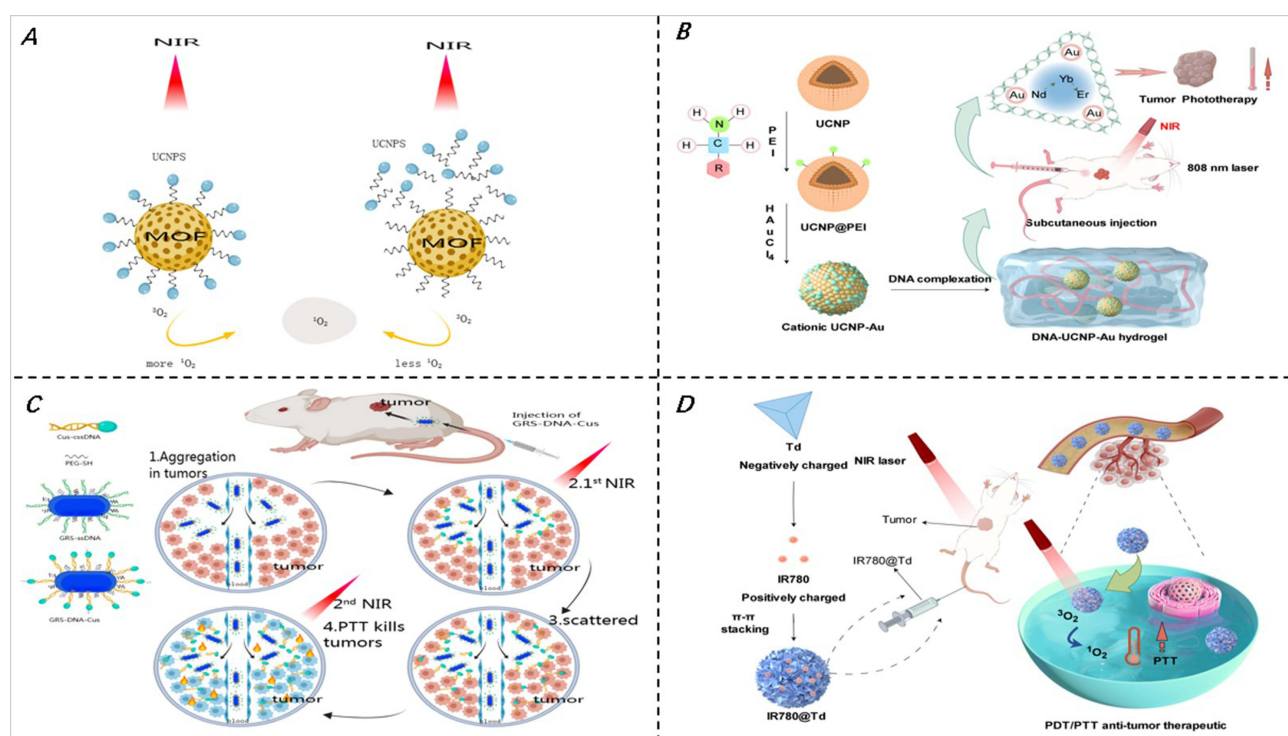 A
NIR
NIR
UCNPS
UCNPS
MOF
MOF
³O₂
³O₂
¹O₂
more ¹O₂
less ¹O₂
B
H
H
N
H
C
H
R
PEI
HAuCl4
UCNP
UCNP@PEI
Cationic UCNP-Au
DNA complexation
Au
Yb
Nd
Er
Au
Au
Tumor Phototherapy
NIR
808 nm laser
Subcutaneous injection
DNA-UCNP-Au hydrogel
C
Cus-cssDNA
PEG-SH
GRS-ssDNA
GRS-DNA-Cus
tumor
Injection of
GRS-DNA-Cus
1.Aggregation
in tumors
2.1st NIR
tumor
blood
tumor
blood
3.scattered
2nd NIR
4.PTT kills
tumors
tumor
blood
tumor
blood
D
Td
Negatively charged
IR780
Positively charged
π-π
stacking
IR780@Td
NIR laser
Tumor
IR780@Td
³O₂
¹O₂
PTT
PDT/PTT anti-tumor therapeutic